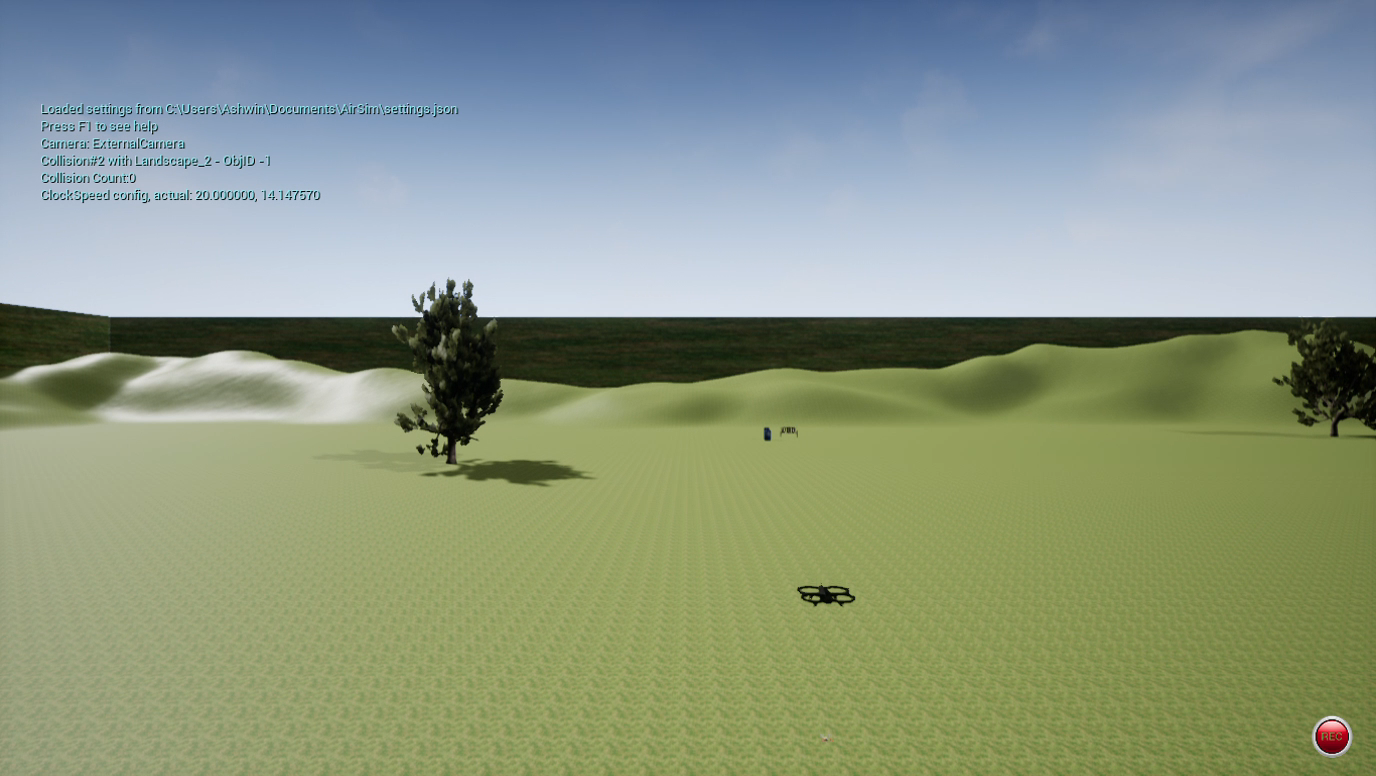 Loaded settings from C:\Users\Ashwin\Documents\AirSim\settings.json
Press F1 to see help
Camera: ExternalCamera
Collision#2 with Landscape_2 - ObjID -1
Collision Count:0
ClockSpeed config, actual: 20.000000, 14.147570
REC